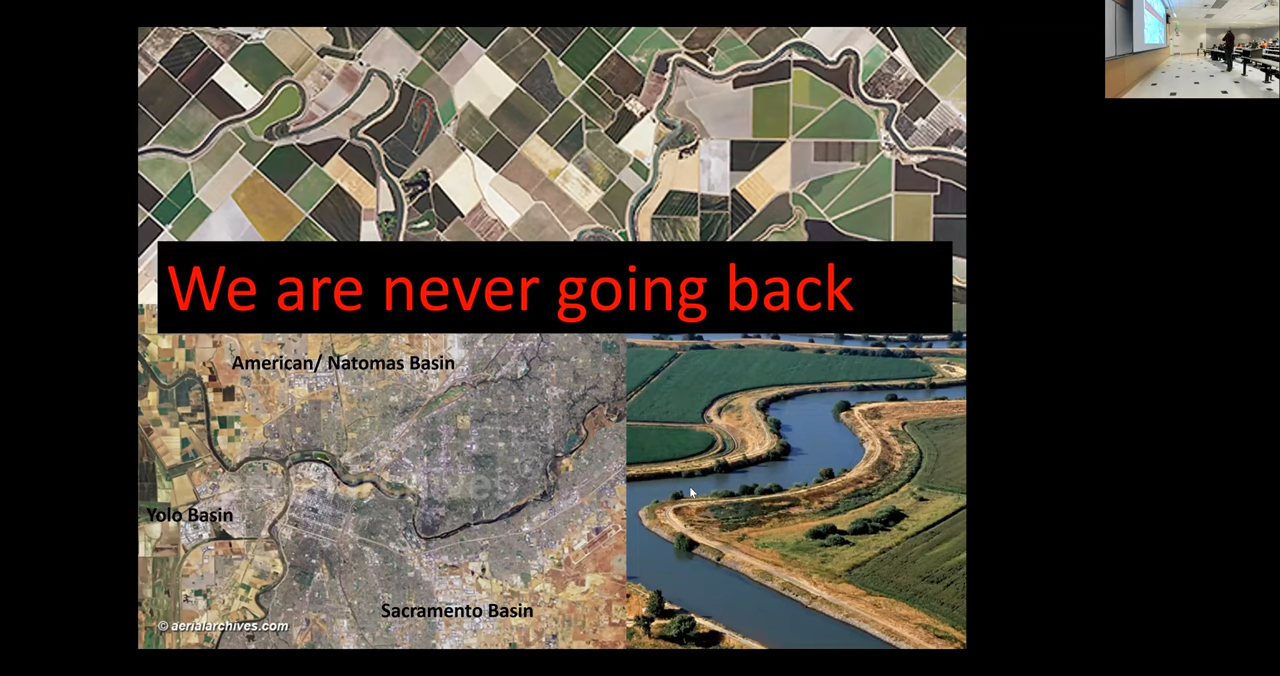 We are never going back
American/ Natomas Basin
Yolo Basin
Sacramento Basin
© aerialarchives.com